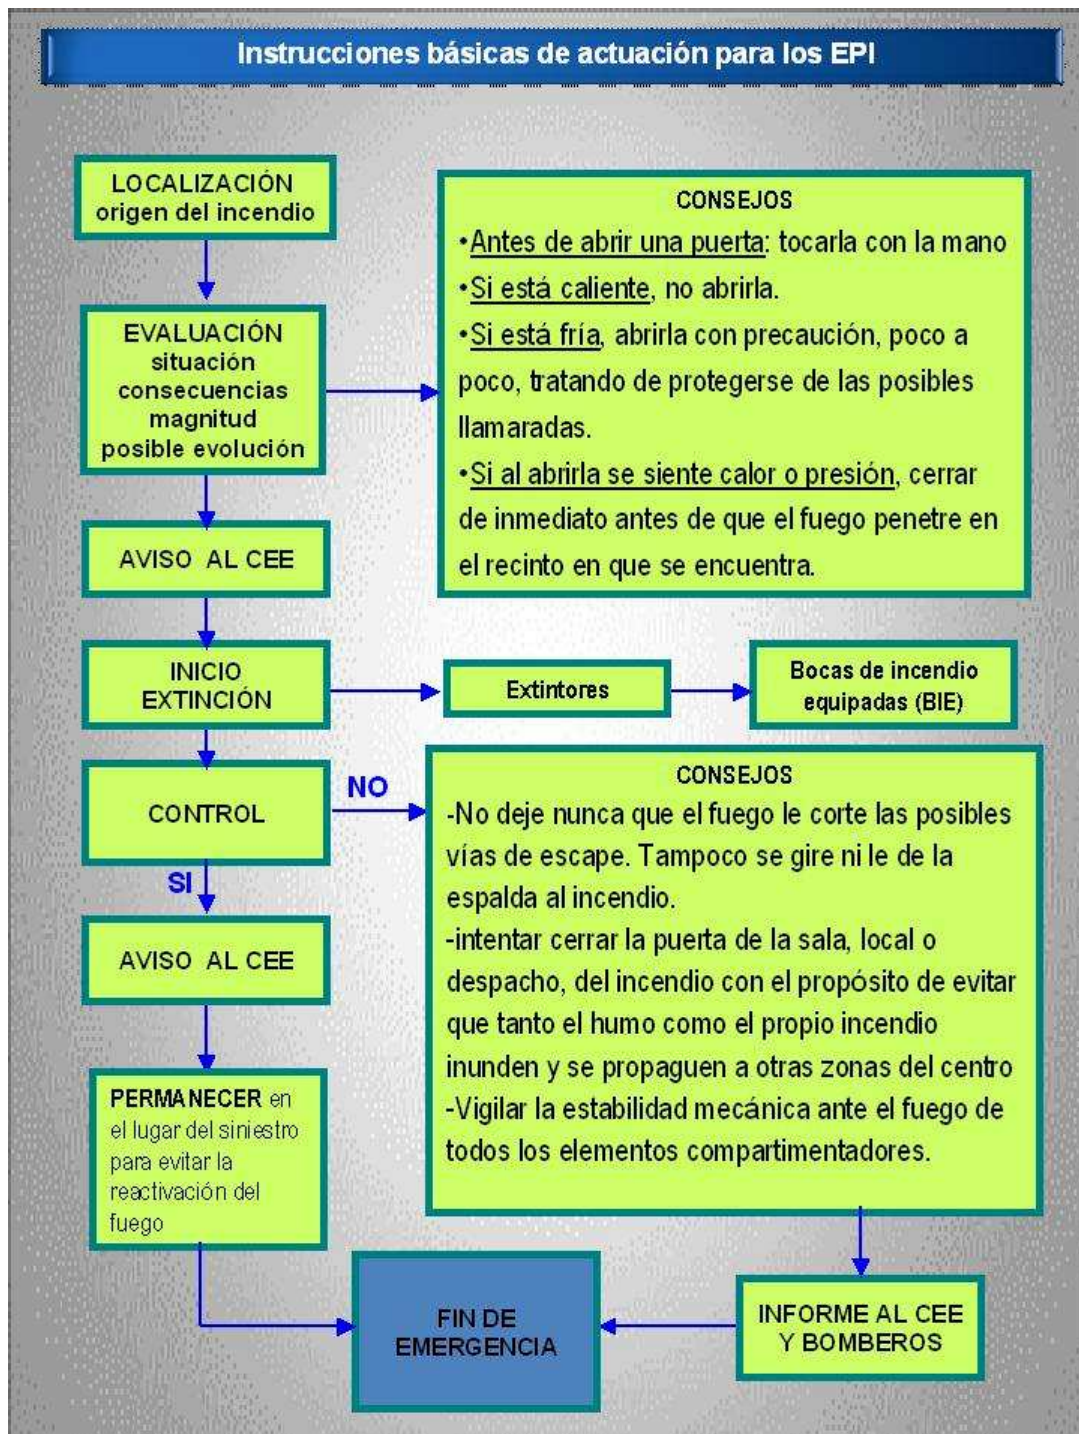 Instrucciones básicas de actuación para los EPI
LOCALIZACIÓN
origen del incendio
EVALUACIÓN
situación
consecuencias
magnitud
posible evolución
CONSEJOS
•Antes de abrir una puerta: tocarla con la mano
•Si está caliente, no abrirla.
•Si está fría, abrirla con precaución, poco a
poco, tratando de protegerse de las posibles
llamaradas.
•Si al abrirla se siente calor o presión, cerrar
de inmediato antes de que el fuego penetre en
el recinto en que se encuentra.
AVISO AL CEE
INICIO
EXTINCIÓN
Extintores
Bocas de incendio
equipadas (BIE)
CONTROL
NO
SI
CONSEJOS
-No deje nunca que el fuego le corte las posibles
vías de escape. Tampoco se gire ni le de la
espalda al incendio.
-intentar cerrar la puerta de la sala, local o
despacho, del incendio con el propósito de evitar
que tanto el humo como el propio incendio
inunden y se propaguen a otras zonas del centro
-Vigilar la estabilidad mecánica ante el fuego de
todos los elementos compartimentadores.
AVISO AL CEE
PERMANECER en
el lugar del siniestro
para evitar la
reactivación del
fuego
FIN DE
EMERGENCIA
INFORME AL CEE
Y BOMBEROS